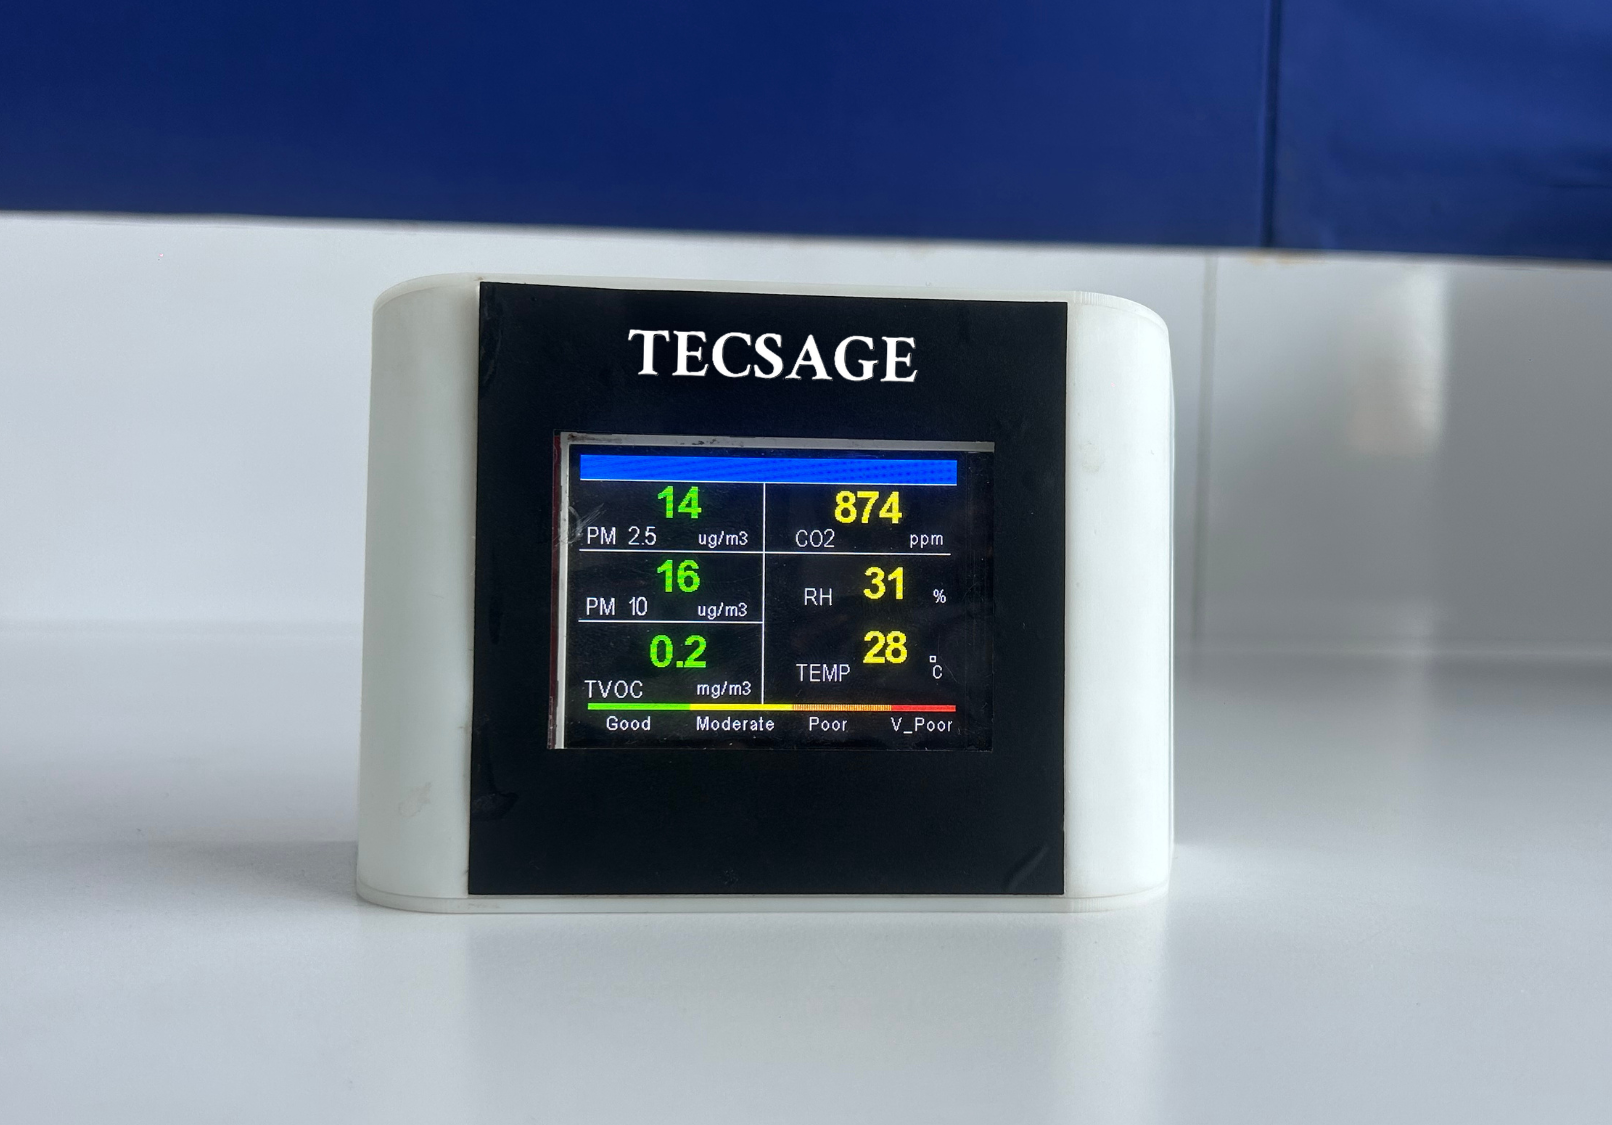 TECSAGE
14
PM 2.5 ug/m3
16
PM 10 ug/m3
0.2
TVOC mg/m3
874
CO2 ppm
RH 31 %
28
TEMP °C
Good Moderate Poor V_Poor